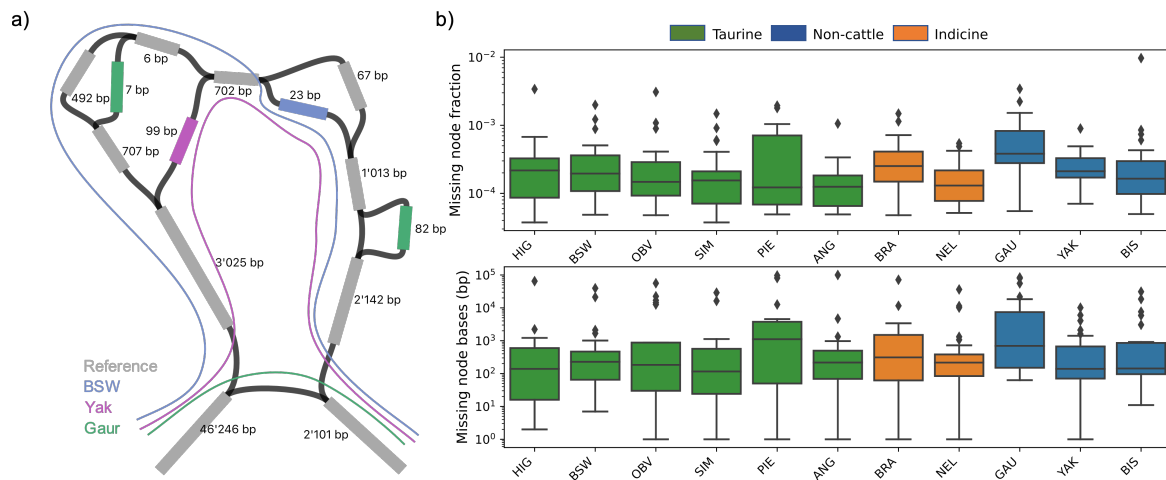 a)
6 bp
492 bp
7 bp
702 bp
67 bp
23 bp
99 bp
707 bp
1'013 bp
82 bp
3'025 bp
2'142 bp
Reference
BSW
Yak
Gaur
46'246 bp
2'101 bp
b)
Taurine Non-cattle Indicine
Missing node fraction
10⁻²
10⁻³
10⁻⁴
HIG BSW OBV SIM PIE ANG BRA NEL GAU YAK BIS
Missing node bases (bp)
10⁵
10⁴
10³
10²
10¹
10⁰
HIG BSW OBV SIM PIE ANG BRA NEL GAU YAK BIS